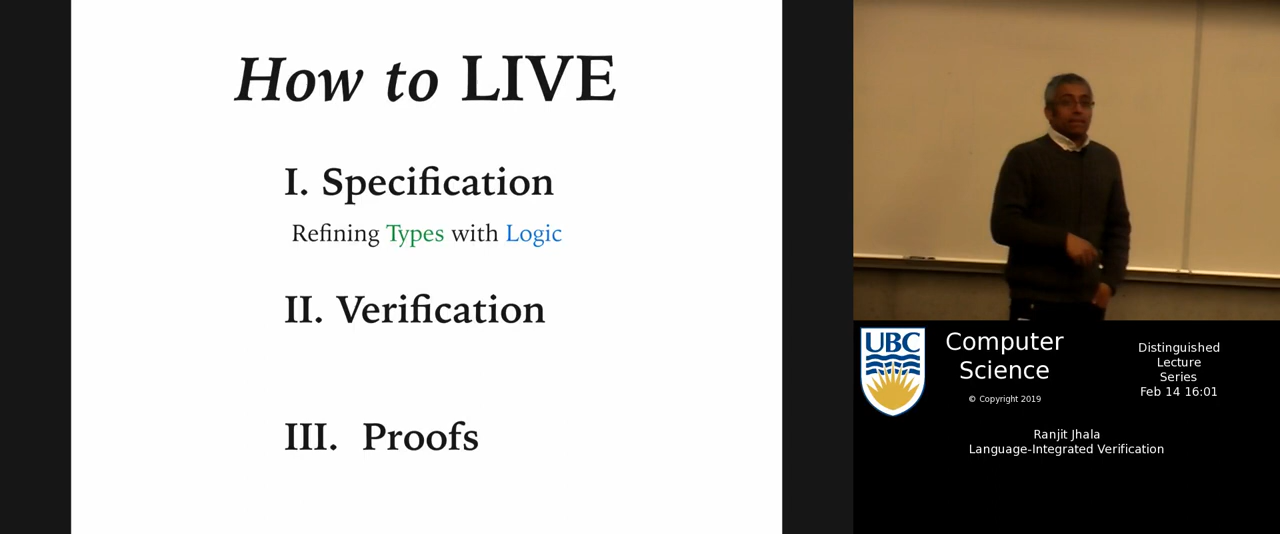 How to LIVE
I. Specification
Refining Types with Logic
II. Verification
III. Proofs
UBC
Computer
Science
© Copyright 2019
Distinguished
Lecture
Series
Feb 14 16:01
Ranjit Jhala
Language-Integrated Verification